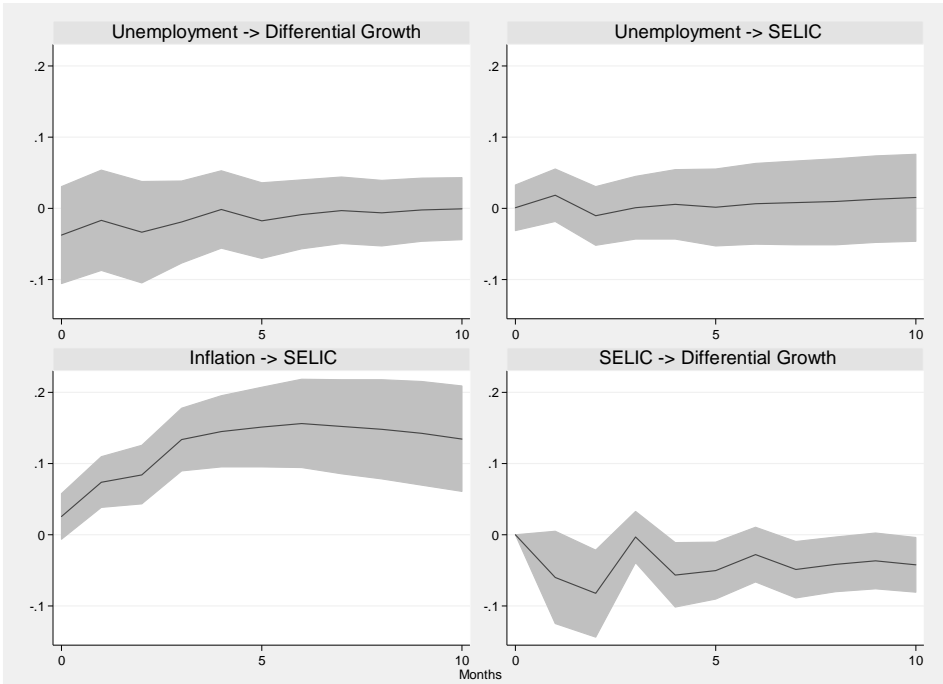 Unemployment -> Differential Growth
.2
.1
0
-.1
0 5 10
Unemployment -> SELIC
.2
.1
0
-.1
0 5 10
Inflation -> SELIC
.2
.1
0
-.1
0 5 10
SELIC -> Differential Growth
.2
.1
0
-.1
0 5 10
Months